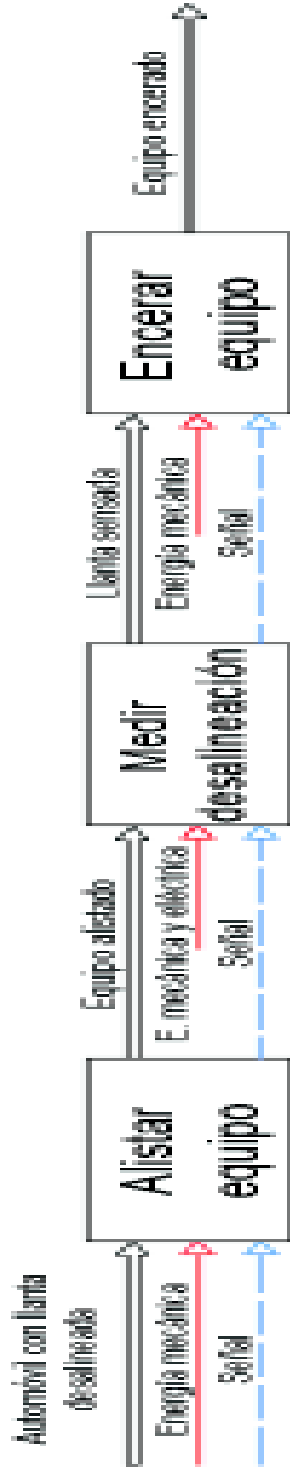 Automóvil con llanta
desalineada
Energía mecánica
Señal
Alistar
equipo
Equipo alistado
E. mecánica y eléctrica
Señal
Medir
desalineación
Llanta sensada
Energía mecánica
Señal
Encerar
equipo
Equipo encerado